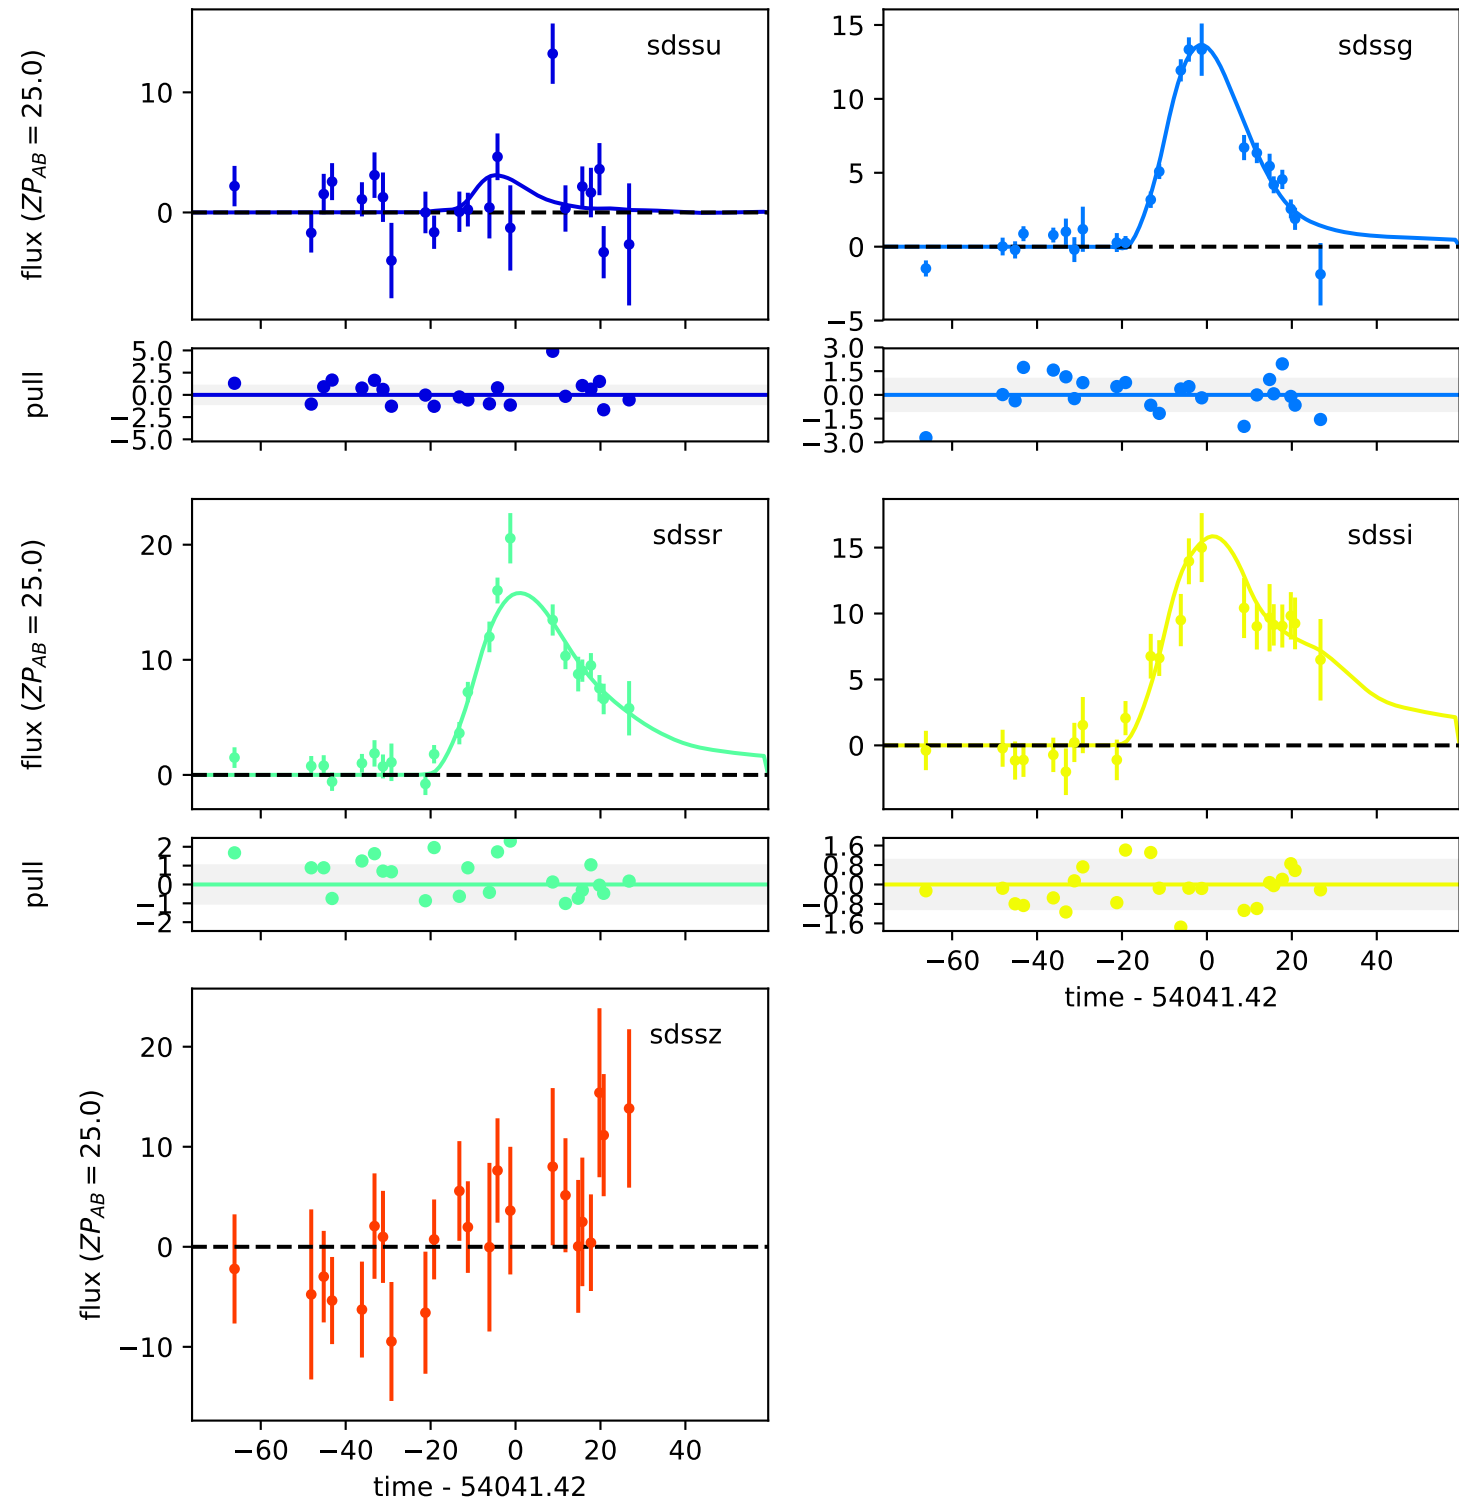 sdssu
flux (ZP_AB = 25.0)
10
0
sdssg
15
10
5
0
−5
pull
5.0
2.5
0.0
−2.5
−5.0
3.0
1.5
0.0
−1.5
−3.0
sdssr
flux (ZP_AB = 25.0)
20
10
0
sdssi
15
10
5
0
pull
2
1
0
−1
−2
1.6
0.8
0.0
−0.8
−1.6
−60 −40 −20 0 20 40
time - 54041.42
sdssz
flux (ZP_AB = 25.0)
20
10
0
−10
−60 −40 −20 0 20 40
time - 54041.42